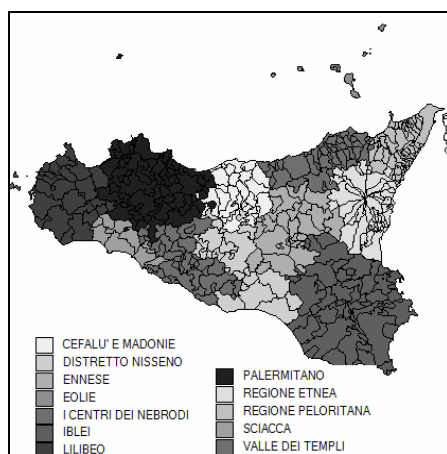 CEFALU' E MADONIE
DISTRETTO NISSENO
ENNESE
EOLIE
I CENTRI DEI NEBRODI
IBLEI
LILIBEO
PALERMITANO
REGIONE ETNEA
REGIONE PELORITANA
SCIACCA
VALLE DEI TEMPLI